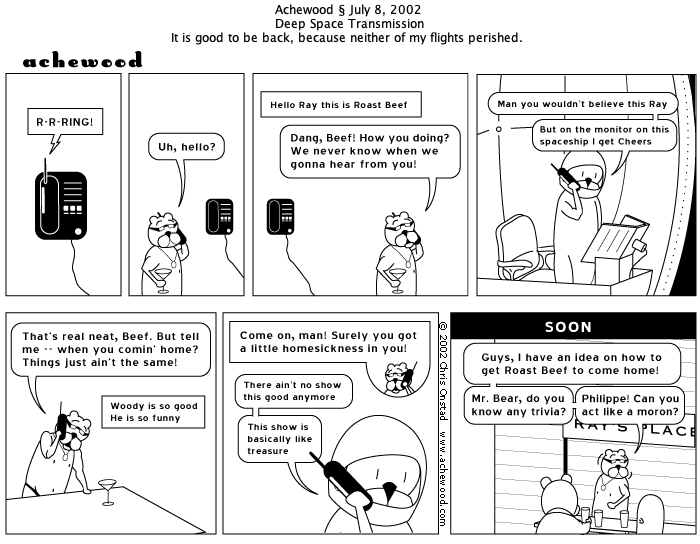 Achewood § July 8, 2002
Deep Space Transmission
It is good to be back, because neither of my flights perished.
achewood
R-R-RING!
Uh, hello?
Hello Ray this is Roast Beef
Dang, Beef! How you doing?
We never know when we
gonna hear from you!
Man you wouldn't believe this Ray
But on the monitor on this
spaceship I get Cheers
That's real neat, Beef. But tell
me -- when you comin' home?
Things just ain't the same!
Woody is so good
He is so funny
Come on, man! Surely you got
a little homesickness in you!
There ain't no show
this good anymore
This show is
basically like
treasure
© 2002 Chris Onstad www.achewood.com
SOON
Guys, I have an idea on how to
get Roast Beef to come home!
Mr. Bear, do you
know any trivia?
Philippe! Can you
act like a moron?
RAY'S PLACE